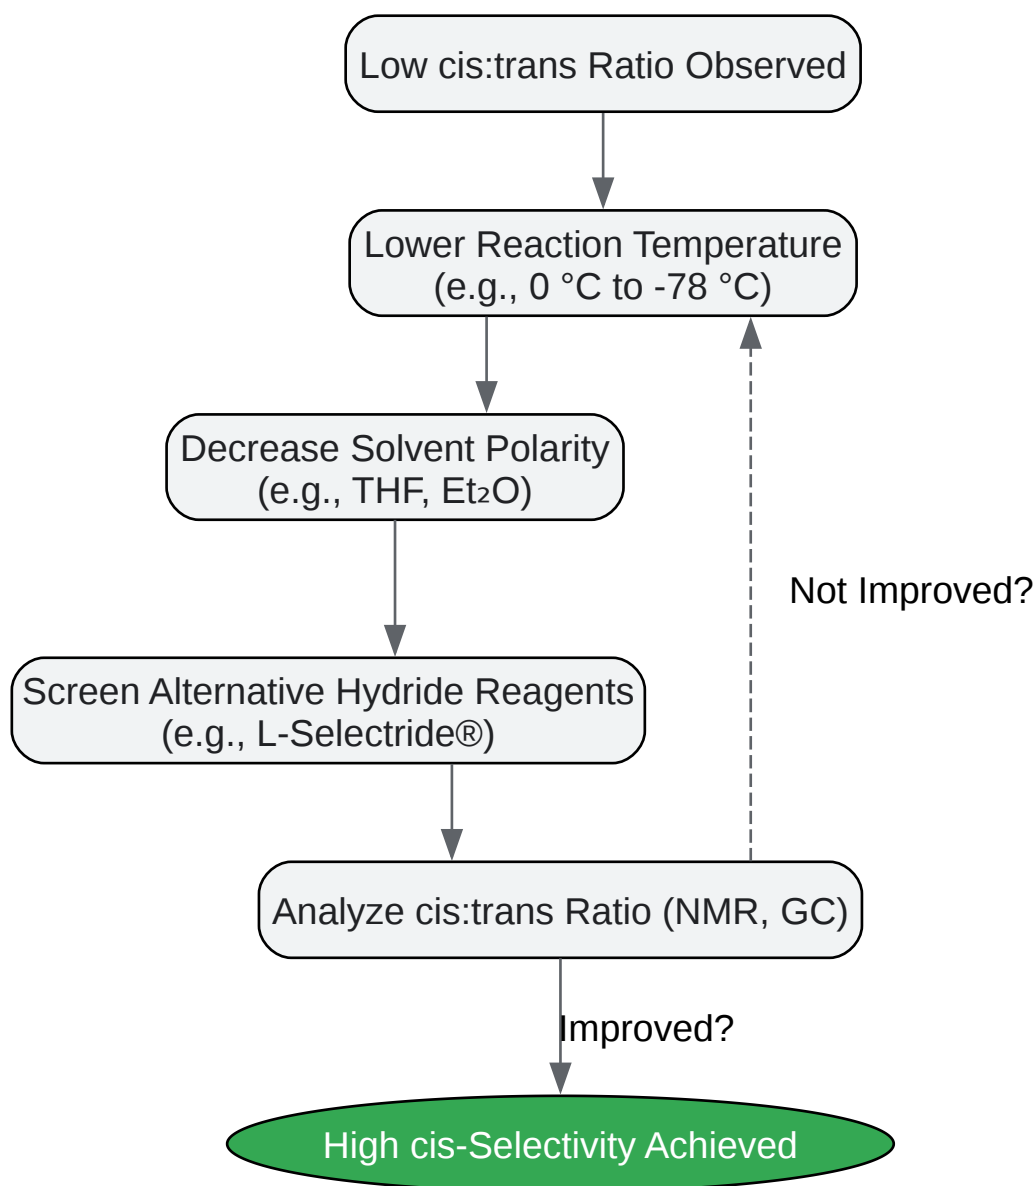 Low cis:trans Ratio Observed
Lower Reaction Temperature
(e.g., 0 °C to -78 °C)
Decrease Solvent Polarity
(e.g., THF, Et₂O)
Not Improved?
Screen Alternative Hydride Reagents
(e.g., L-Selectride®)
Analyze cis:trans Ratio (NMR, GC)
Improved?
High cis-Selectivity Achieved